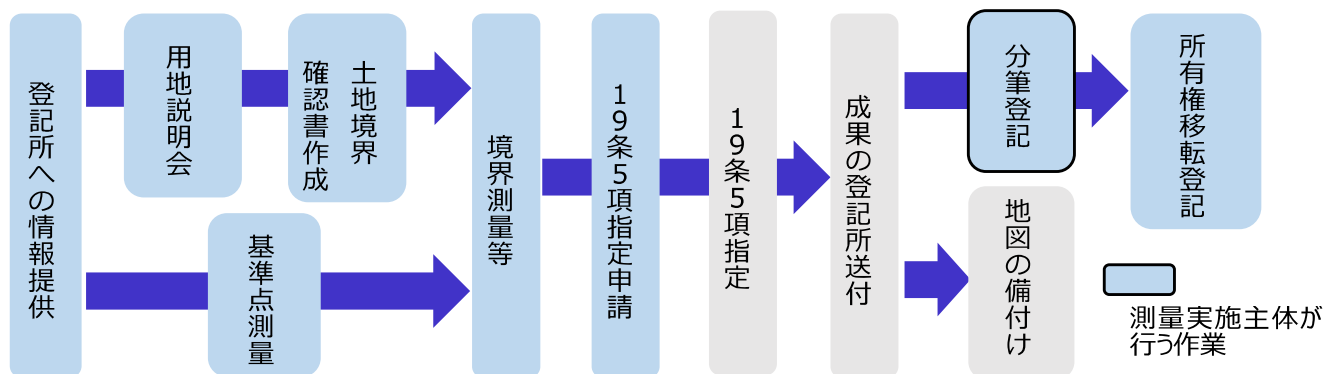 登記所への情報提供
用地説明会
土地境界
確認書作成
基準点測量
境界測量等
19条5項指定申請
19条5項指定
成果の登記所送付
分筆登記
地図の備付け
所有権移転登記
測量実施主体が
行う作業